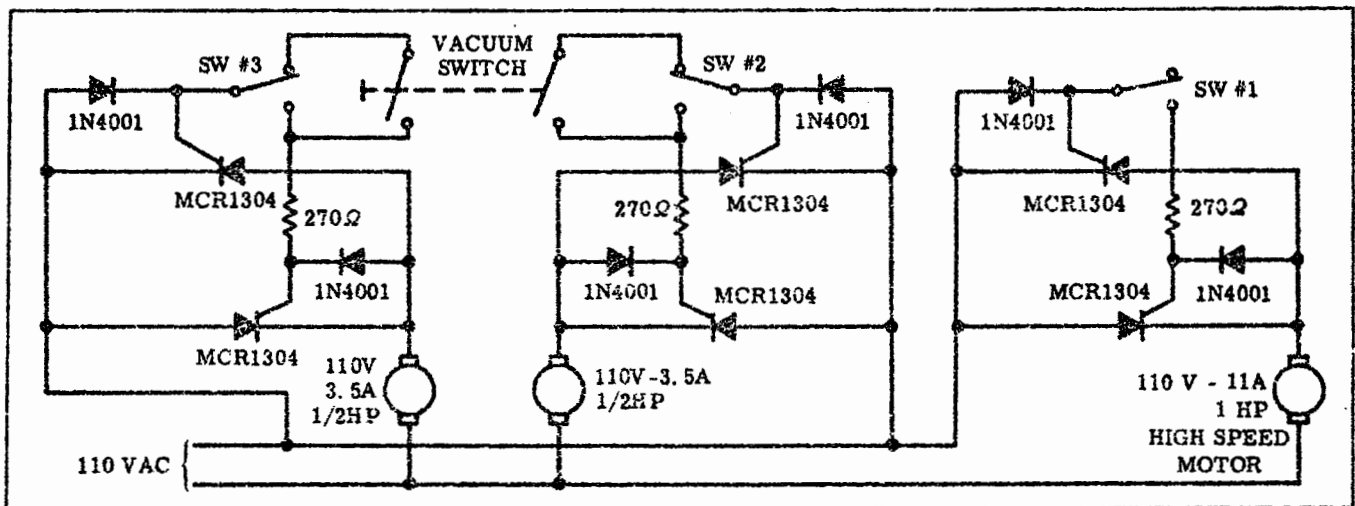 VACUUM
SWITCH
SW #3
SW #2
SW #1
1N4001
1N4001
1N4001
MCR1304
MCR1304
MCR1304
270Ω
270Ω
270Ω
1N4001
1N4001
1N4001
MCR1304
MCR1304
MCR1304
110V
3.5A
1/2HP
110V-3.5A
1/2HP
110 V - 11A
1 HP
HIGH SPEED
MOTOR
110 VAC